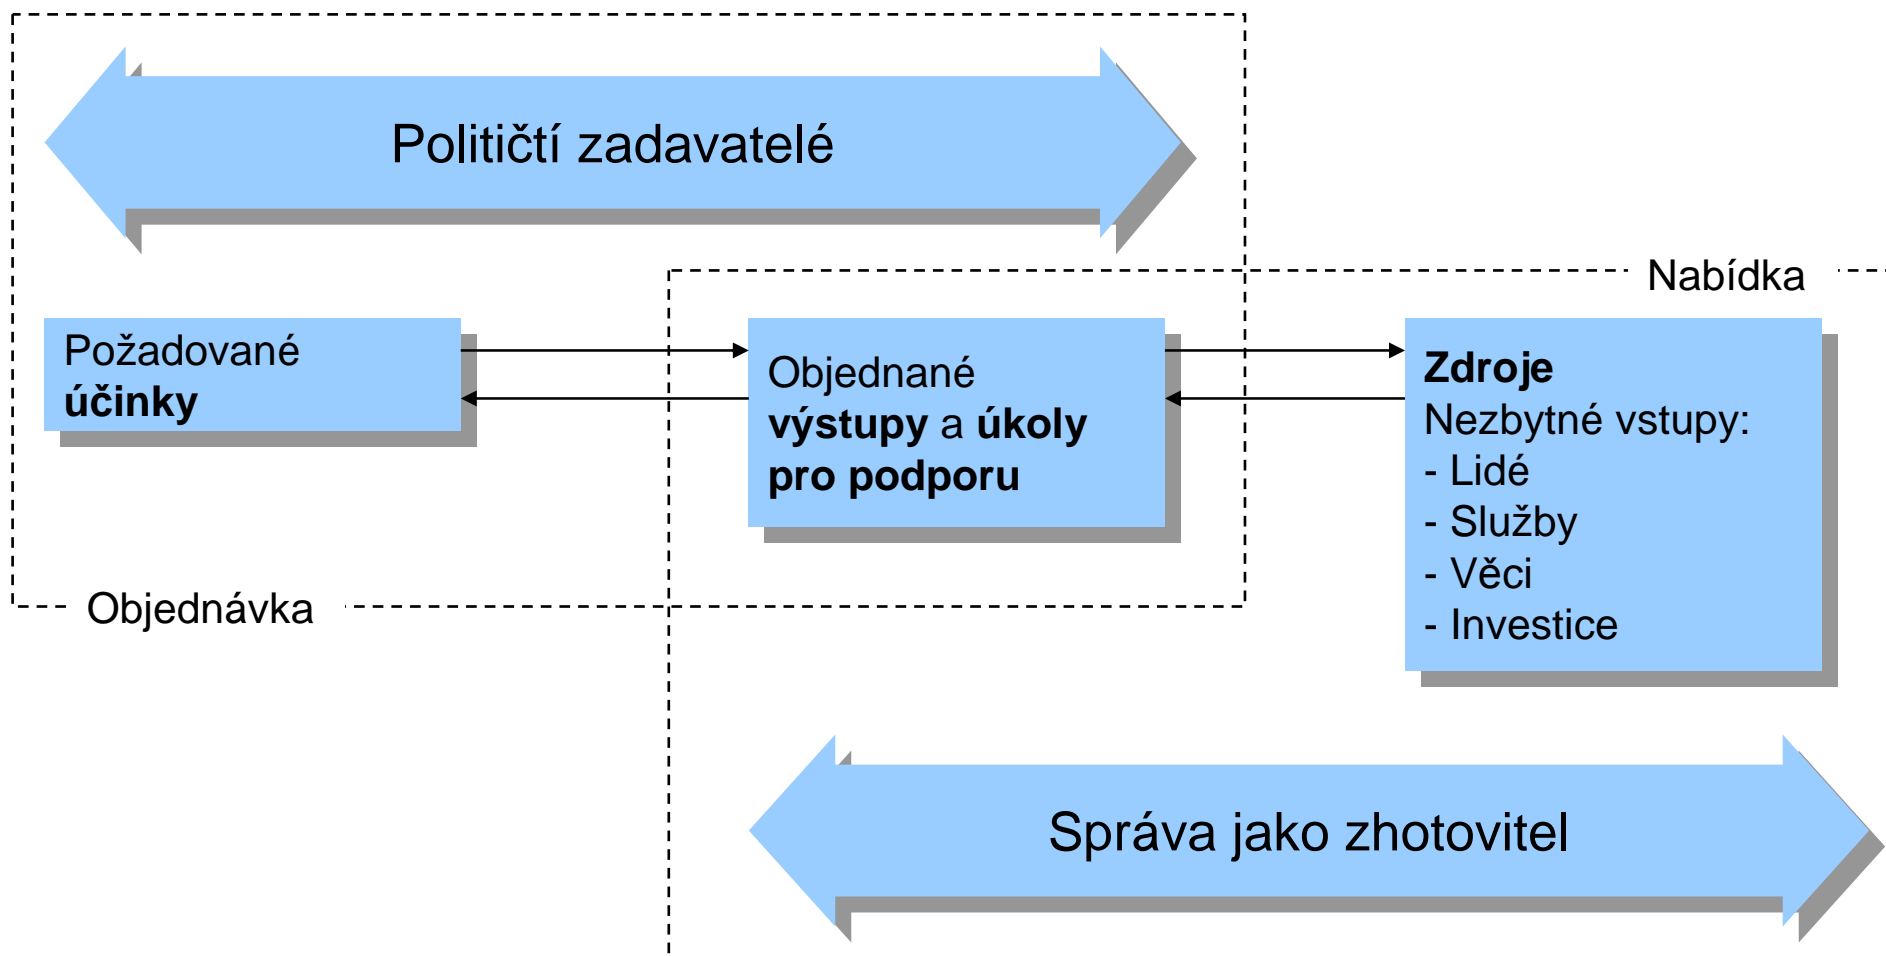 Političtí zadavatelé
Nabídka
Požadované
účinky
Objednané
výstupy a úkoly
pro podporu
Zdroje
Nezbytné vstupy:
- Lidé
- Služby
- Věci
- Investice
Objednávka
Správa jako zhotovitel